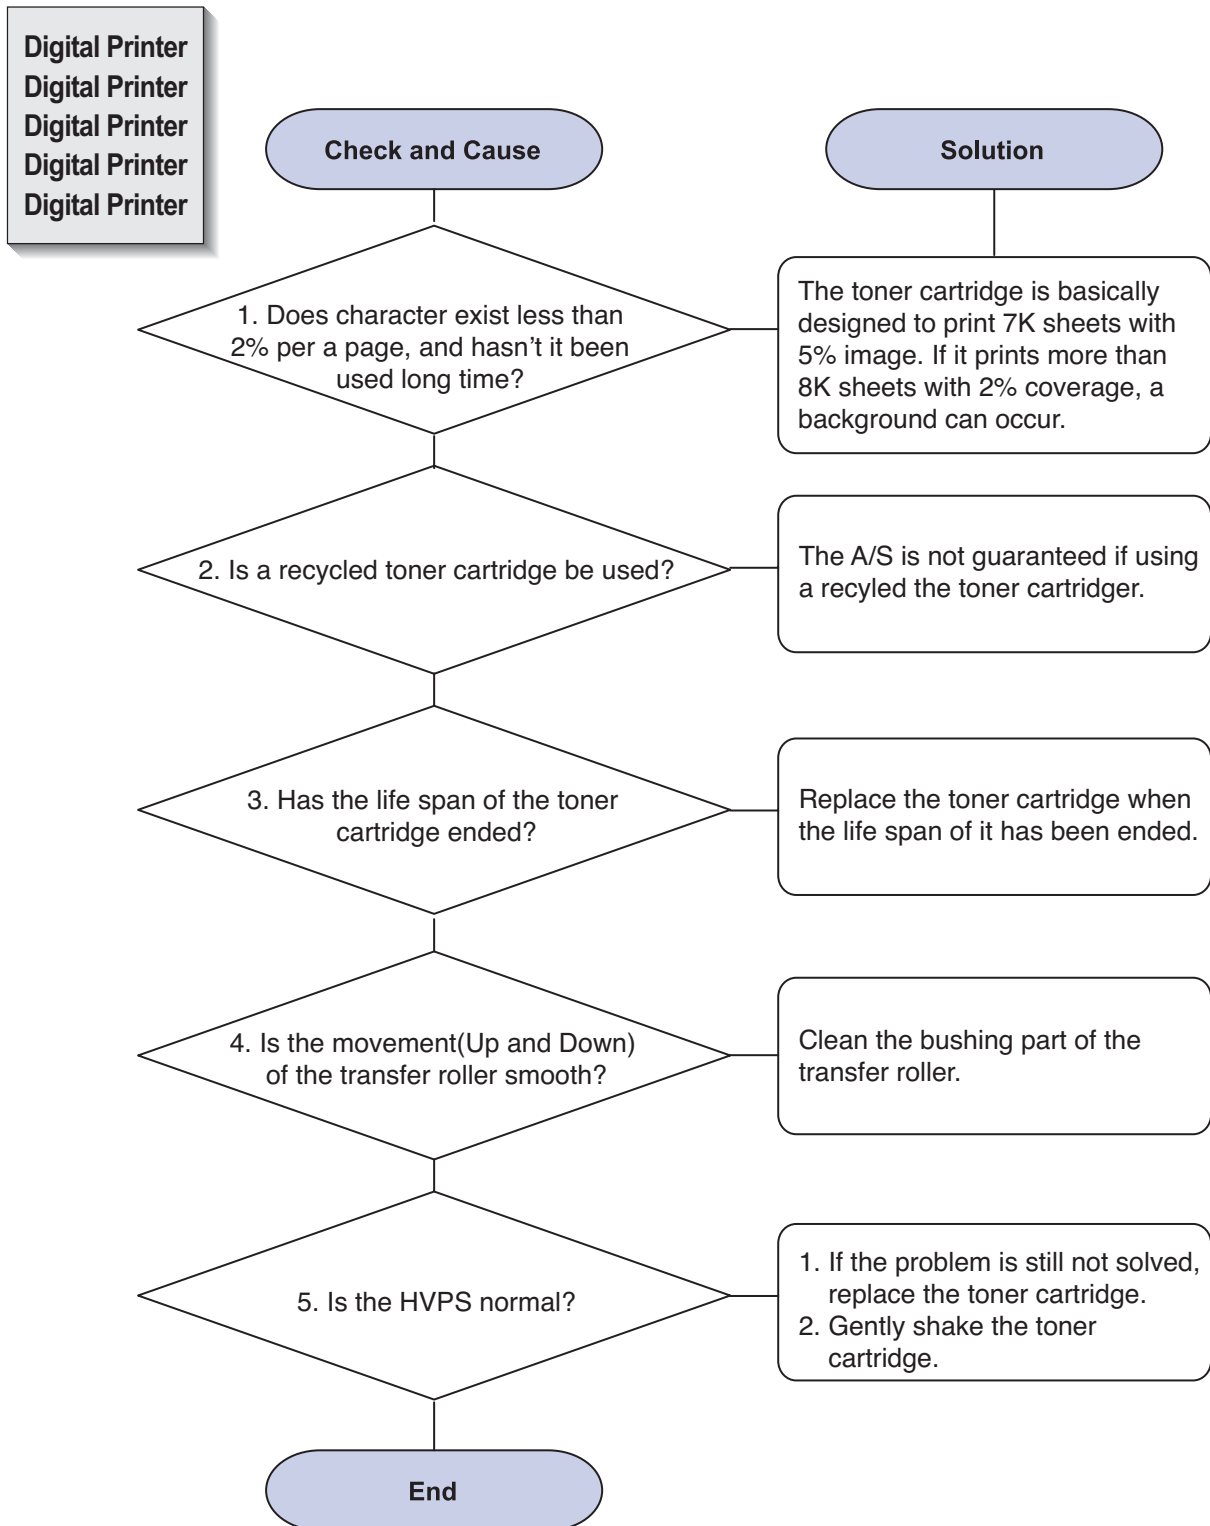 Digital Printer
Digital Printer
Digital Printer
Digital Printer
Digital Printer
Check and Cause
Solution
1. Does character exist less than
2% per a page, and hasn't it been
used long time?
The toner cartridge is basically
designed to print 7K sheets with
5% image. If it prints more than
8K sheets with 2% coverage, a
background can occur.
2. Is a recycled toner cartridge be used?
The A/S is not guaranteed if using
a recyled the toner cartridger.
3. Has the life span of the toner
cartridge ended?
Replace the toner cartridge when
the life span of it has been ended.
4. Is the movement(Up and Down)
of the transfer roller smooth?
Clean the bushing part of the
transfer roller.
5. Is the HVPS normal?
1. If the problem is still not solved,
replace the toner cartridge.
2. Gently shake the toner
cartridge.
End